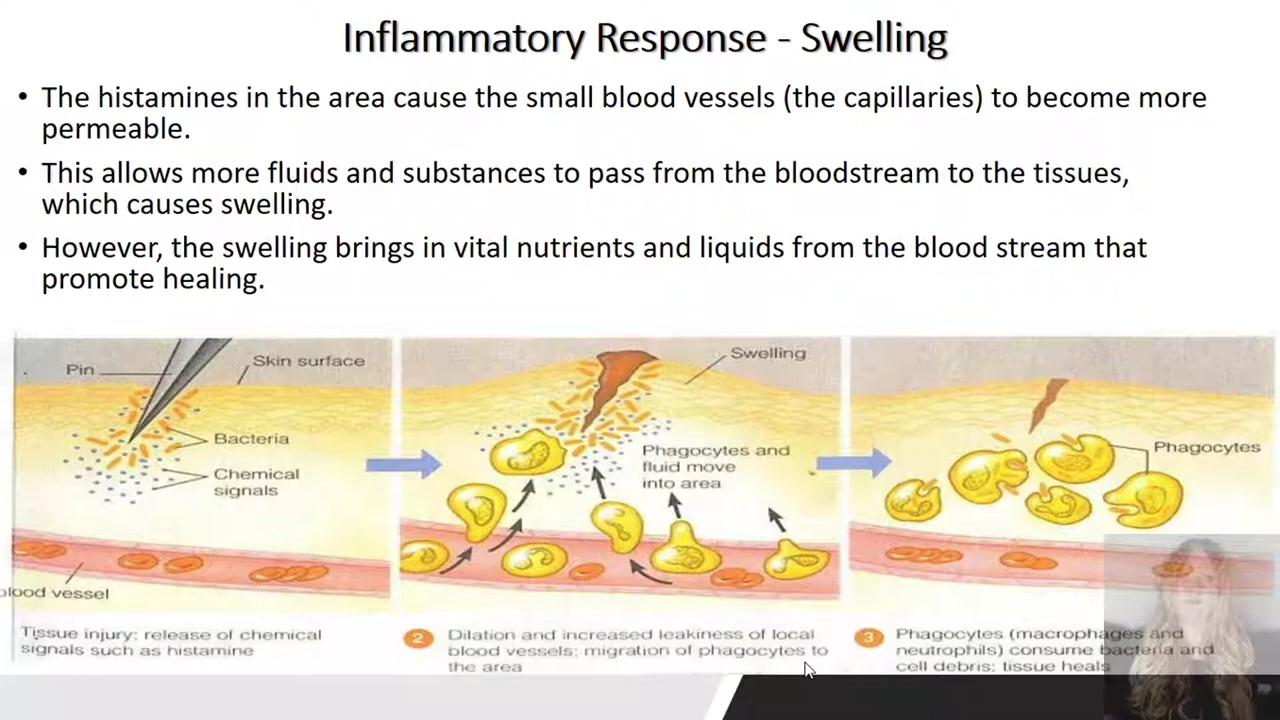 Inflammatory Response - Swelling
• The histamines in the area cause the small blood vessels (the capillaries) to become more
permeable.
• This allows more fluids and substances to pass from the bloodstream to the tissues,
which causes swelling.
• However, the swelling brings in vital nutrients and liquids from the blood stream that
promote healing.
Pin
Skin surface
Bacteria
Chemical
signals
blood vessel
Tissue injury; release of chemical
signals such as histamine
Swelling
Phagocytes and
fluid move
into area
2 Dilation and increased leakiness of local
blood vessels; migration of phagocytes to
the area
Phagocytes
3 Phagocytes (macrophages and
neutrophils) consume bacteria and
cell debris; tissue heals